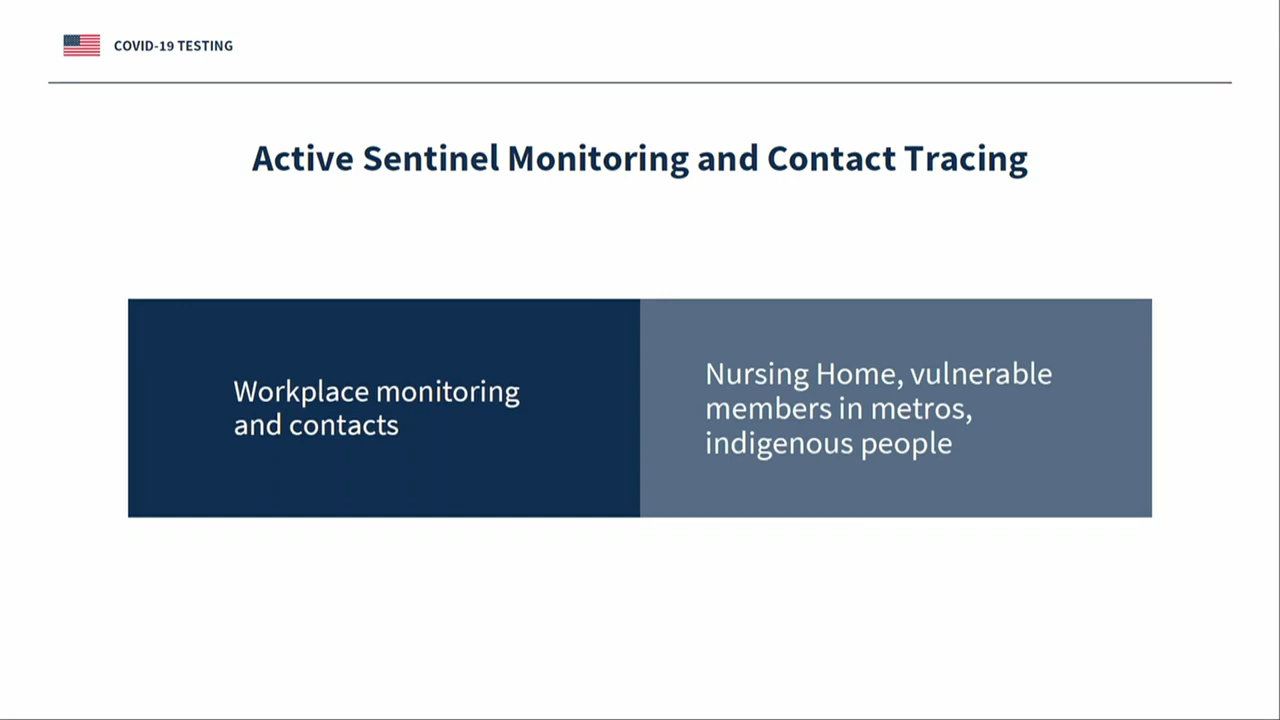 COVID-19 TESTING
Active Sentinel Monitoring and Contact Tracing
Workplace monitoring
and contacts
Nursing Home, vulnerable
members in metros,
indigenous people